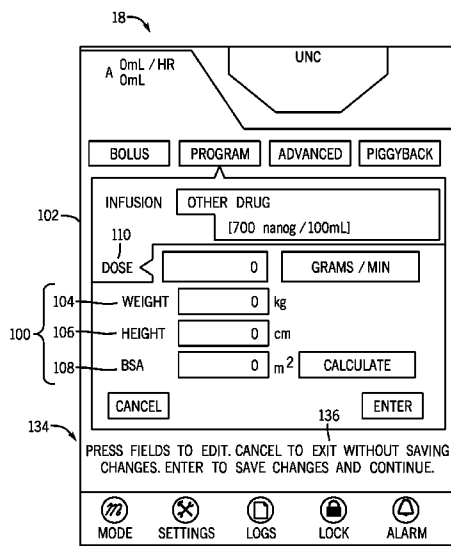 18
UNC
A 0mL / HR
0mL
BOLUS PROGRAM ADVANCED PIGGYBACK
102
INFUSION OTHER DRUG
[700 nanog / 100mL]
110
DOSE 0 GRAMS / MIN
104 WEIGHT 0 kg
100 106 HEIGHT 0 cm
108 BSA 0 m² CALCULATE
CANCEL ENTER
134 136
PRESS FIELDS TO EDIT. CANCEL TO EXIT WITHOUT SAVING
CHANGES. ENTER TO SAVE CHANGES AND CONTINUE.
m
MODE SETTINGS LOGS LOCK ALARM